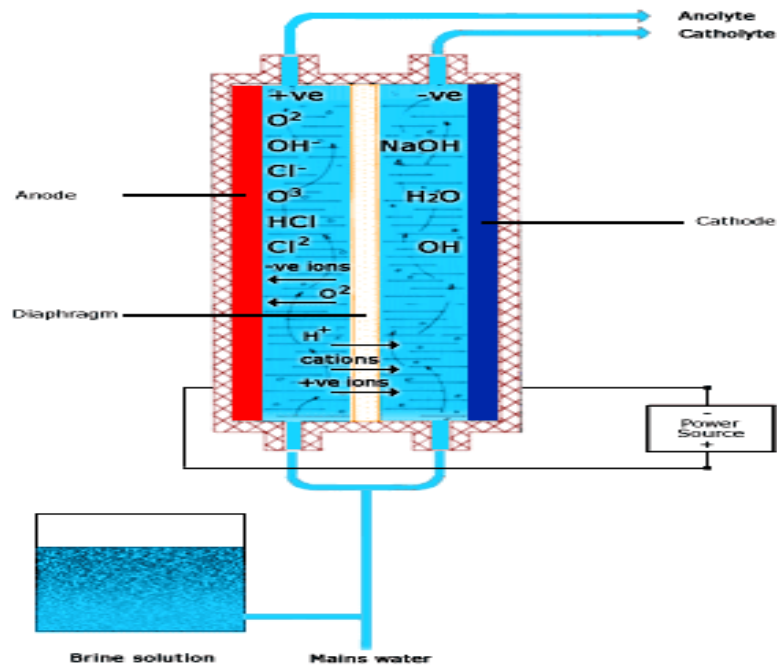 Anolyte
Catholyte
+ve -ve
O²
OH⁻ NaOH
Cl⁻
Anode O³ H₂O
HCl Cathode
Cl² OH
-ve ions
O²
Diaphragm
H⁺
cations
+ve ions
-
Power
Source
+
Brine solution Mains water